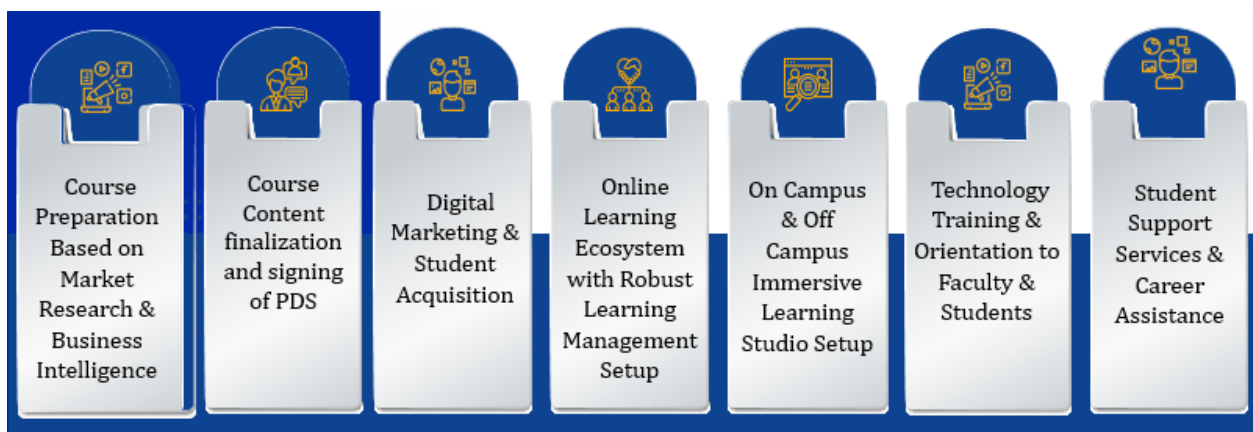 Course
Preparation
Based on
Market
Research &
Business
Intelligence
Course
Content
finalization
and signing
of PDS
Digital
Marketing &
Student
Acquisition
Online
Learning
Ecosystem
with Robust
Learning
Management
Setup
On Campus
& Off
Campus
Immersive
Learning
Studio Setup
Technology
Training &
Orientation to
Faculty &
Students
Student
Support
Services &
Career
Assistance